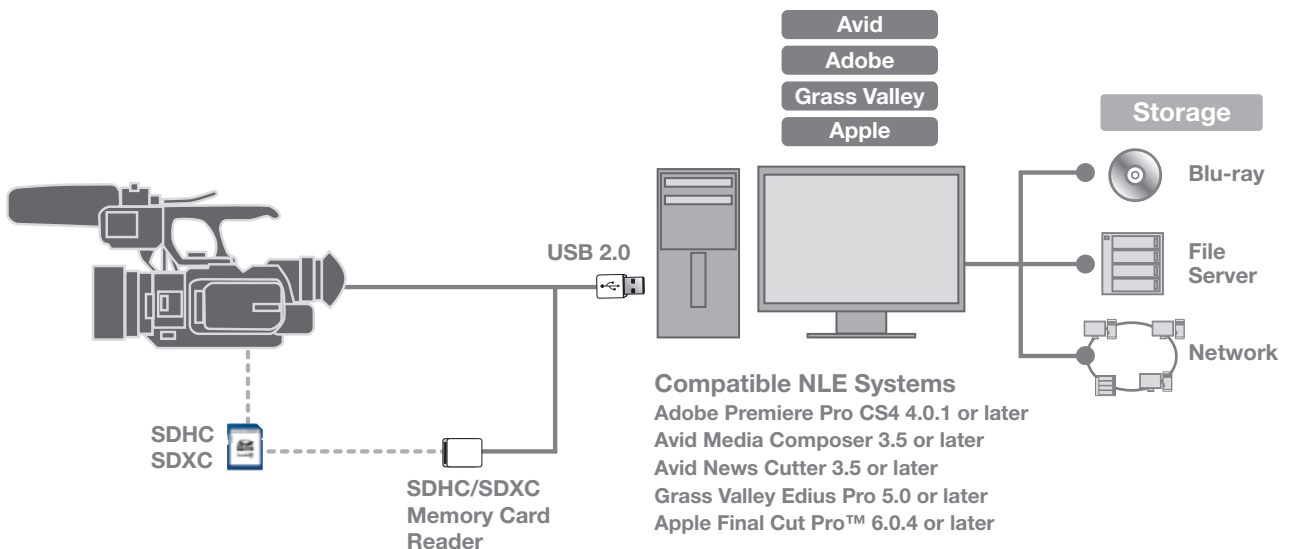 Avid
Adobe
Grass Valley
Apple
Storage
Blu-ray
USB 2.0
File
Server
Network
SDHC
SDXC
SDHC/SDXC
Memory Card
Reader
Compatible NLE Systems
Adobe Premiere Pro CS4 4.0.1 or later
Avid Media Composer 3.5 or later
Avid News Cutter 3.5 or later
Grass Valley Edius Pro 5.0 or later
Apple Final Cut Pro™ 6.0.4 or later